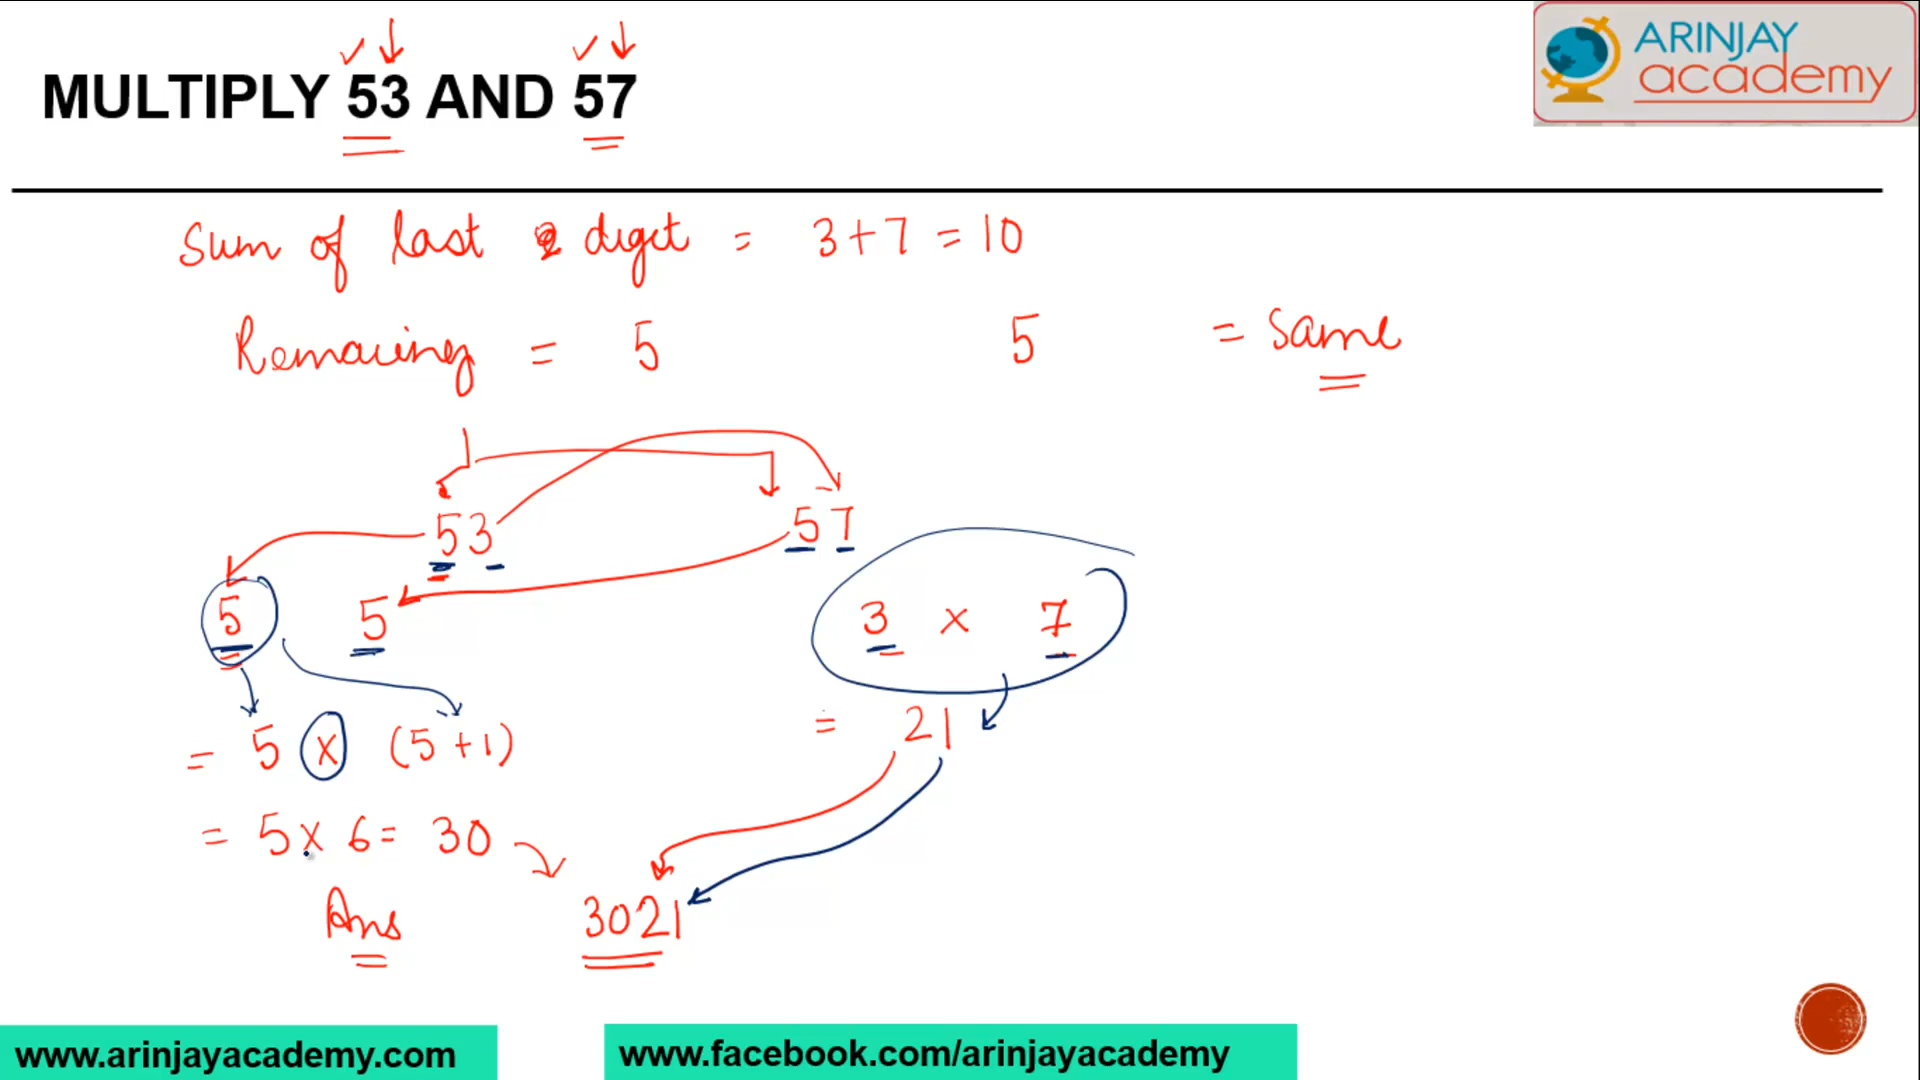 MULTIPLY 53 AND 57
ARINJAY
academy
Sum of last 2 digit = 3+7 = 10
Remaining = 5 5 = Same
53 57
5 5 3 x 7
= 5 x (5+1) = 21
= 5 x 6 = 30
Ans 3021
www.arinjayacademy.com
www.facebook.com/arinjayacademy